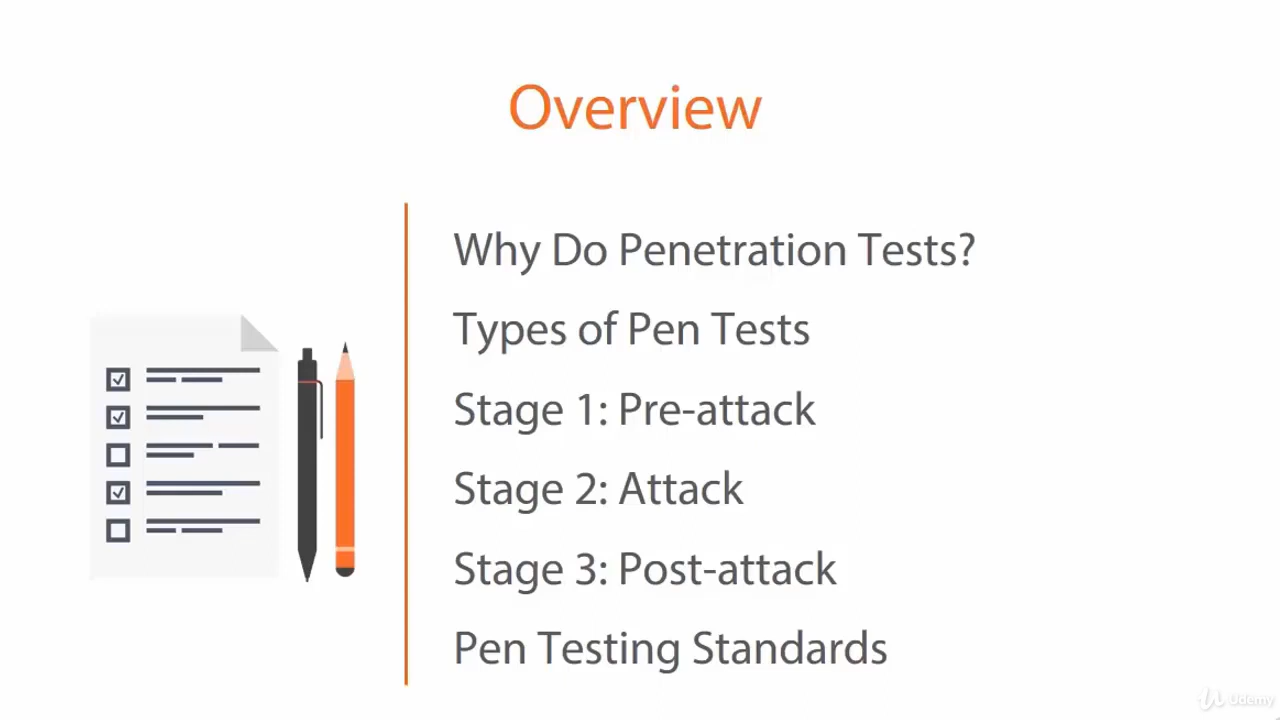 Overview
Why Do Penetration Tests?
Types of Pen Tests
Stage 1: Pre-attack
Stage 2: Attack
Stage 3: Post-attack
Pen Testing Standards
Udemy